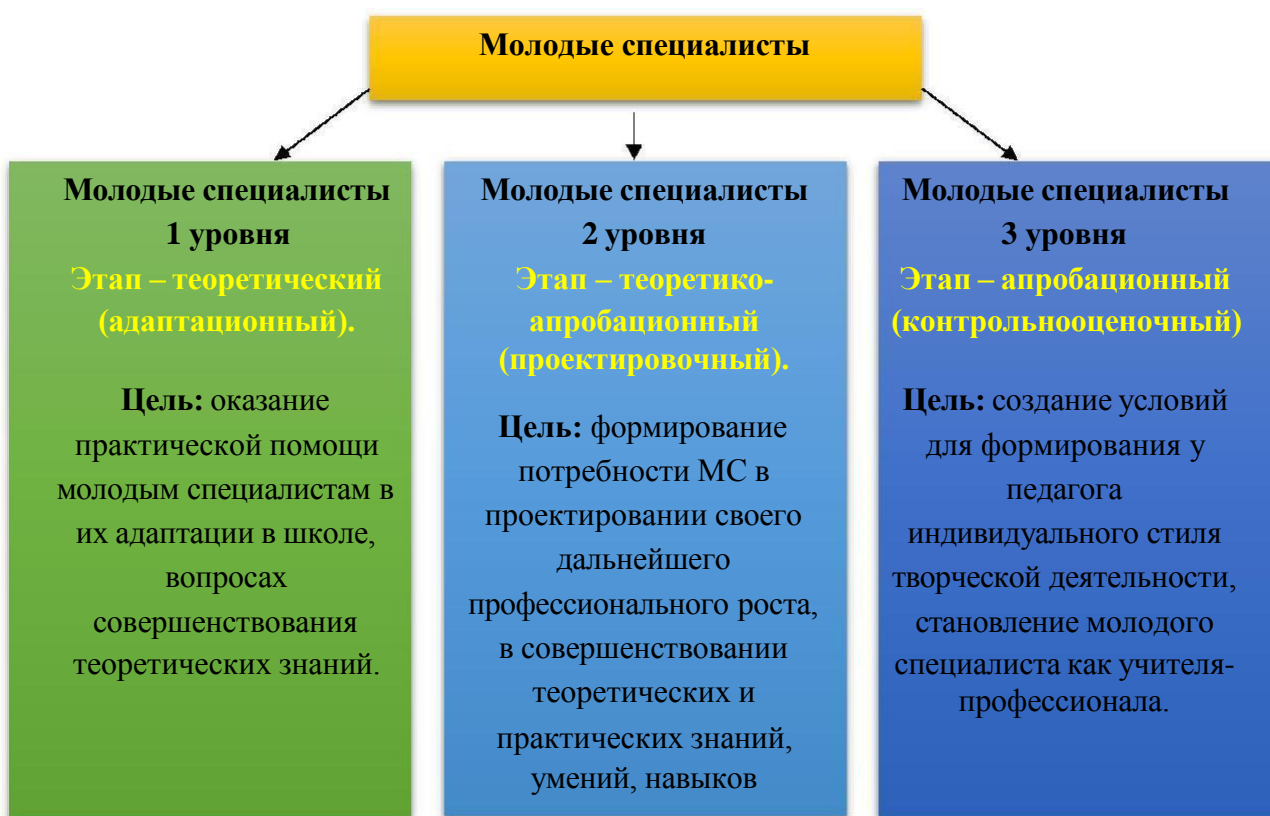 Молодые специалисты
Молодые специалисты
1 уровня
Этап – теоретический
(адаптационный).
Цель: оказание
практической помощи
молодым специалистам в
их адаптации в школе,
вопросах
совершенствования
теоретических знаний.
Молодые специалисты
2 уровня
Этап – теоретико-
апробационный
(проектировочный).
Цель: формирование
потребности МС в
проектировании своего
дальнейшего
профессионального роста,
в совершенствовании
теоретических и
практических знаний,
умений, навыков
Молодые специалисты
3 уровня
Этап – апробационный
(контрольнооценочный)
Цель: создание условий
для формирования у
педагога
индивидуального стиля
творческой деятельности,
становление молодого
специалиста как учителя-
профессионала.